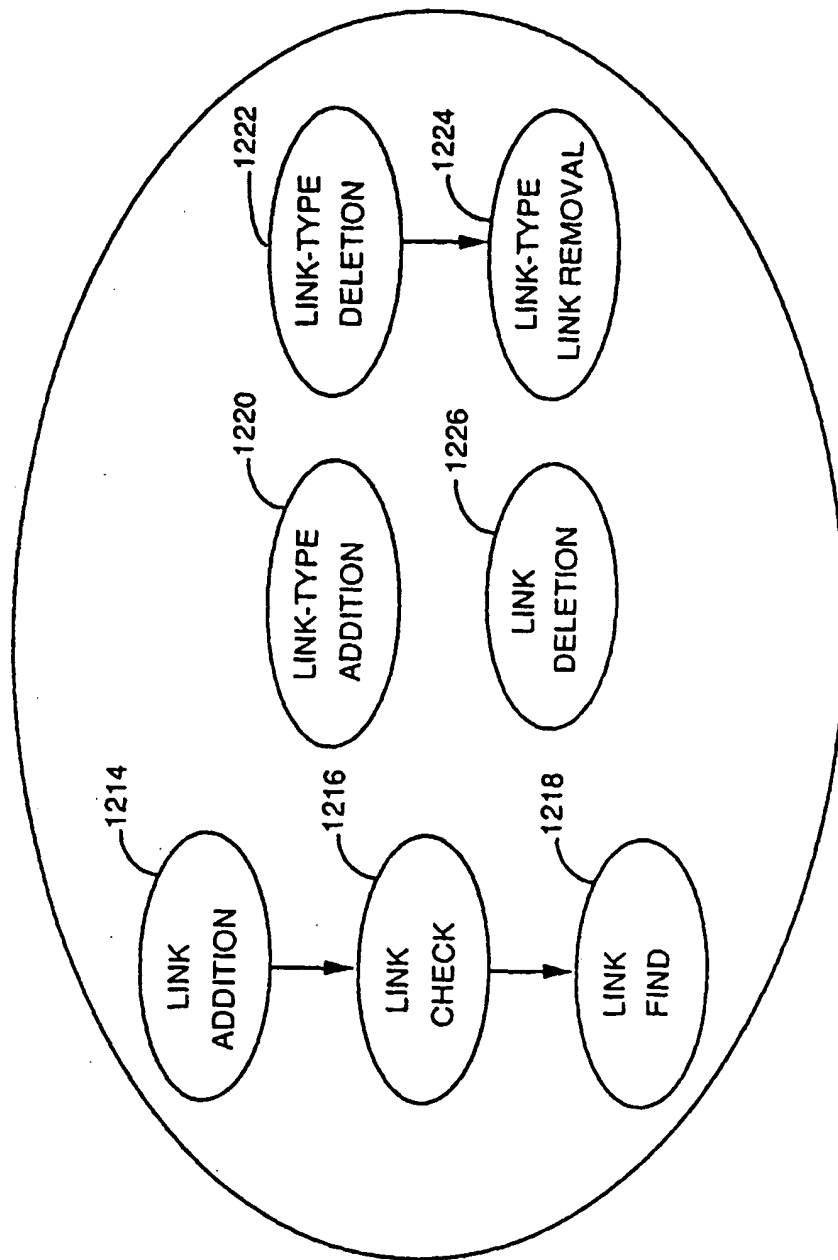 1214
LINK
ADDITION
1216
LINK
CHECK
1218
LINK
FIND
1220
LINK-TYPE
ADDITION
1226
LINK
DELETION
1222
LINK-TYPE
DELETION
1224
LINK-TYPE
LINK REMOVAL